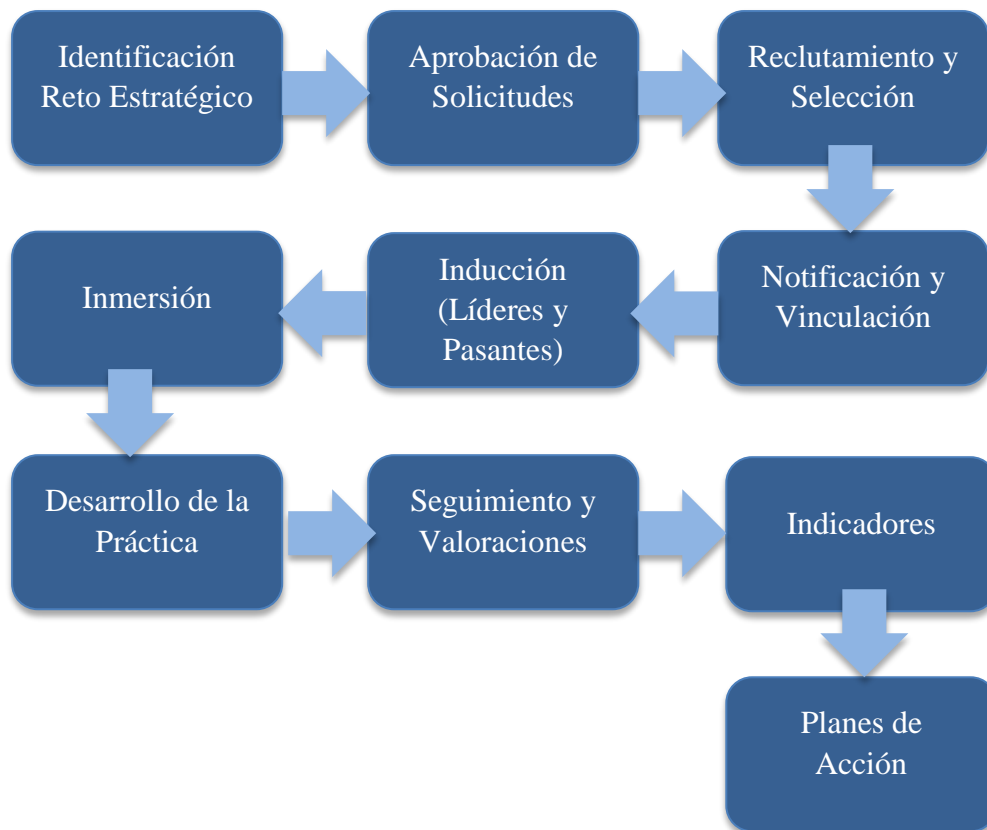 Identificación
Reto Estratégico
Aprobación de
Solicitudes
Reclutamiento y
Selección
Notificación y
Vinculación
Inducción
(Líderes y
Pasantes)
Inmersión
Desarrollo de la
Práctica
Seguimiento y
Valoraciones
Indicadores
Planes de
Acción